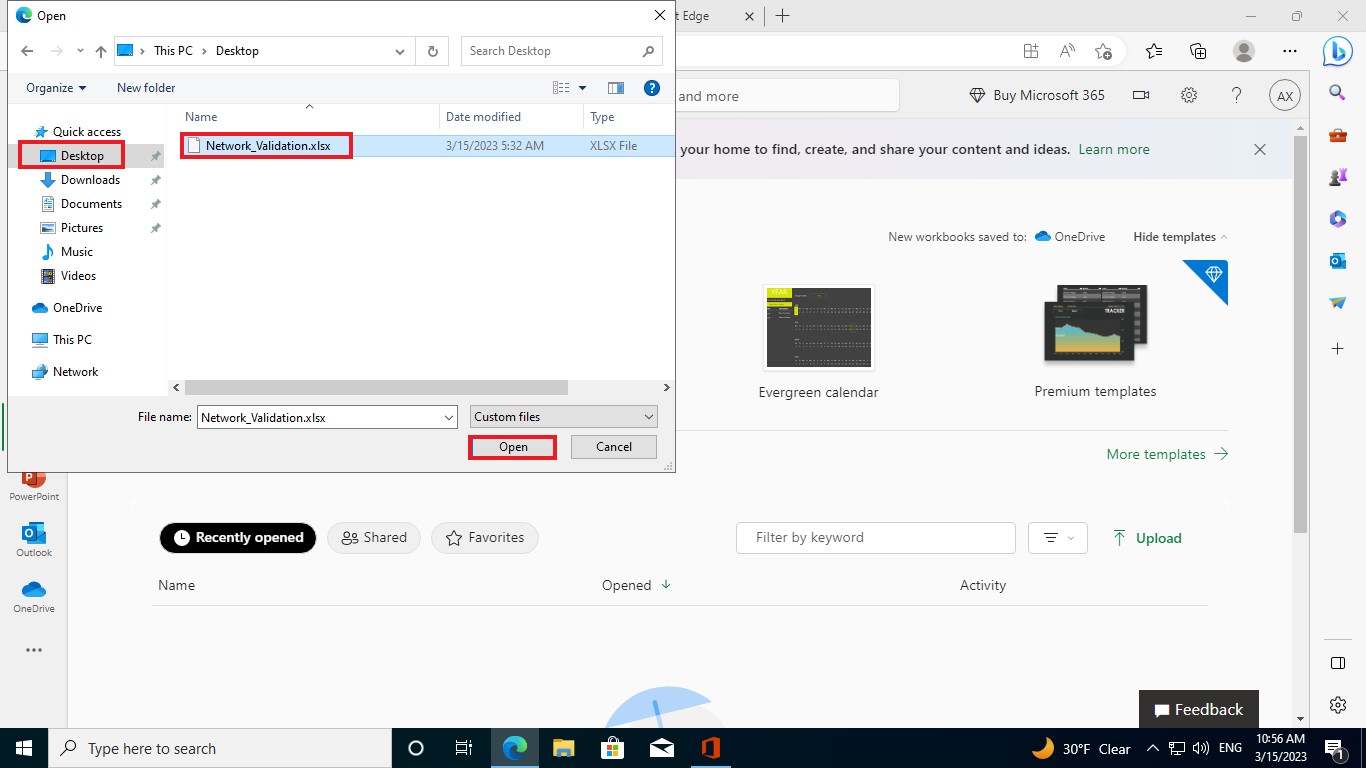 Open
t Edge
This PC > Desktop
Search Desktop
Organize
New folder
and more
Buy Microsoft 365
AX
Name
Date modified
Type
Quick access
Desktop
Downloads
Documents
Pictures
Music
Videos
OneDrive
This PC
Network
Network_Validation.xlsx
3/15/2023 5:32 AM
XLSX File
your home to find, create, and share your content and ideas. Learn more
New workbooks saved to: OneDrive
Hide templates
YEAR
TRACKER
Evergreen calendar
Premium templates
File name: Network_Validation.xlsx
Custom files
Open
Cancel
More templates
PowerPoint
Outlook
OneDrive
Recently opened
Shared
Favorites
Filter by keyword
Upload
Name
Opened
Activity
Feedback
Type here to search
30°F Clear
ENG
10:56 AM
3/15/2023
1